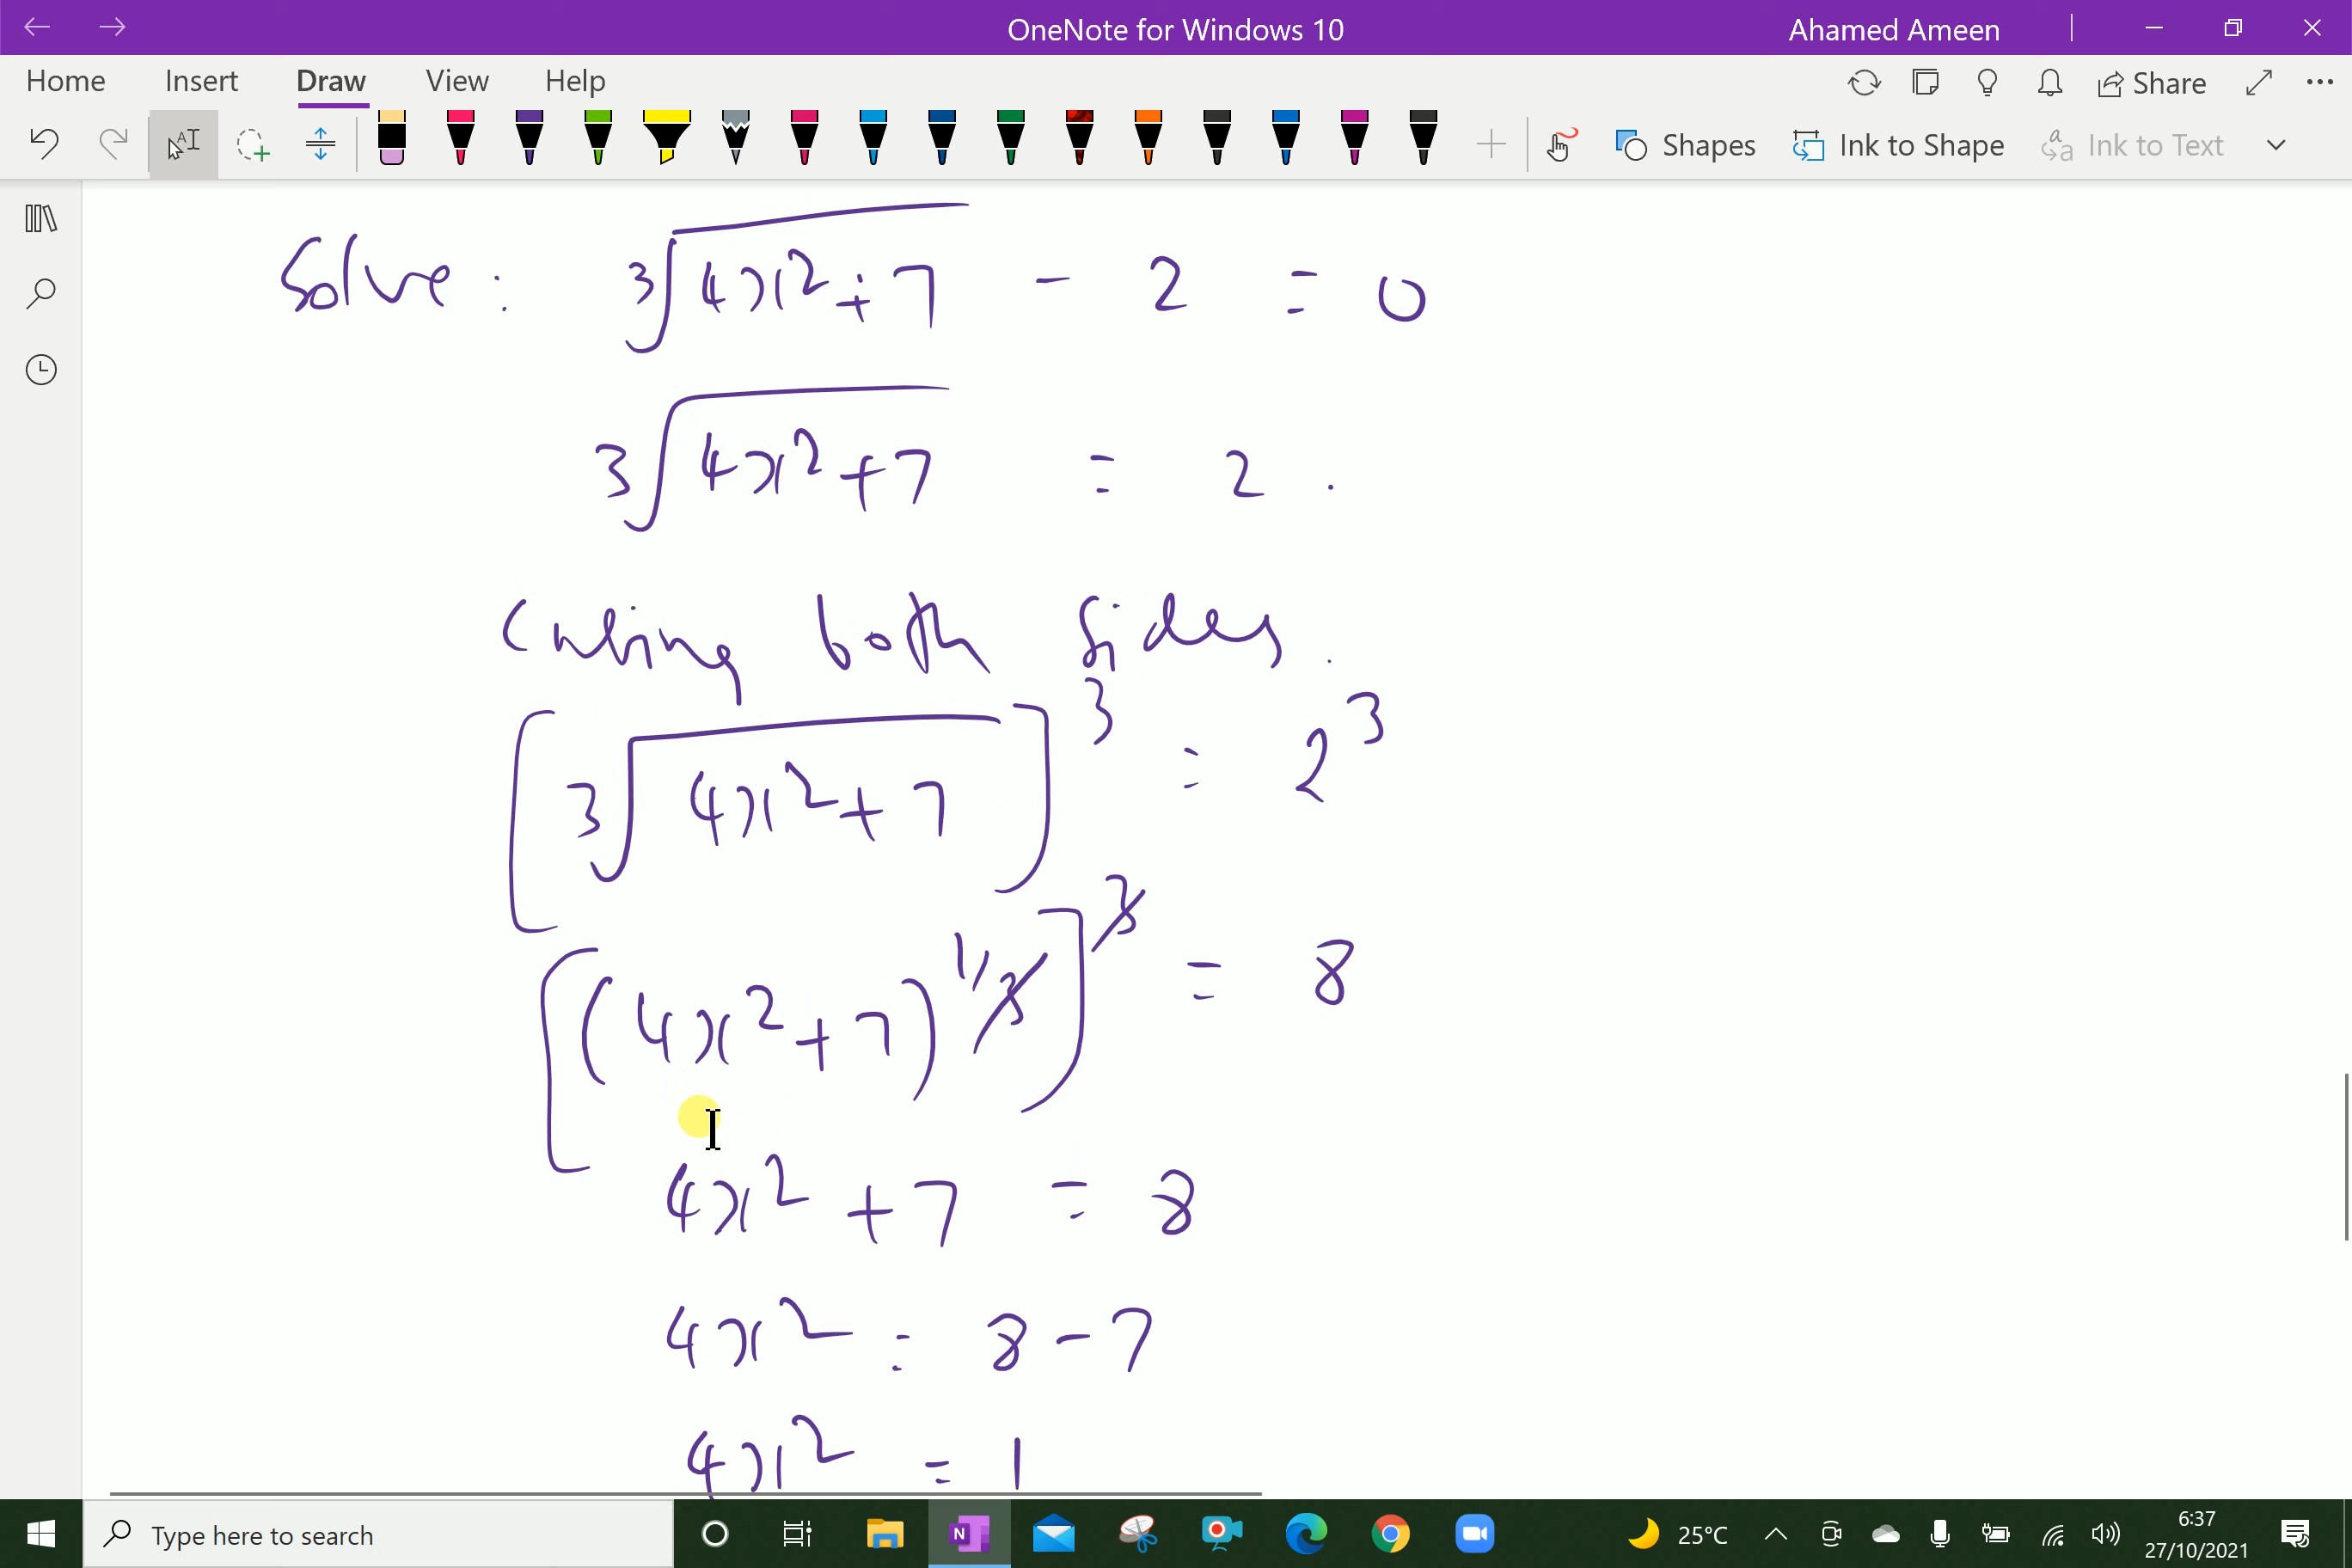 OneNote for Windows 10
Ahamed Ameen
Home Insert Draw View Help
Share
Shapes Ink to Shape Ink to Text
Solve : ∛(4x²+7) - 2 = 0
∛(4x²+7) = 2 .
Cubing both sides .
[∛(4x²+7)]³ = 2³
[(4x²+7)^1/3]^3 = 8
4x² + 7 = 8
4x² = 8 - 7
4x² = 1
Type here to search
25°C
6:37
27/10/2021